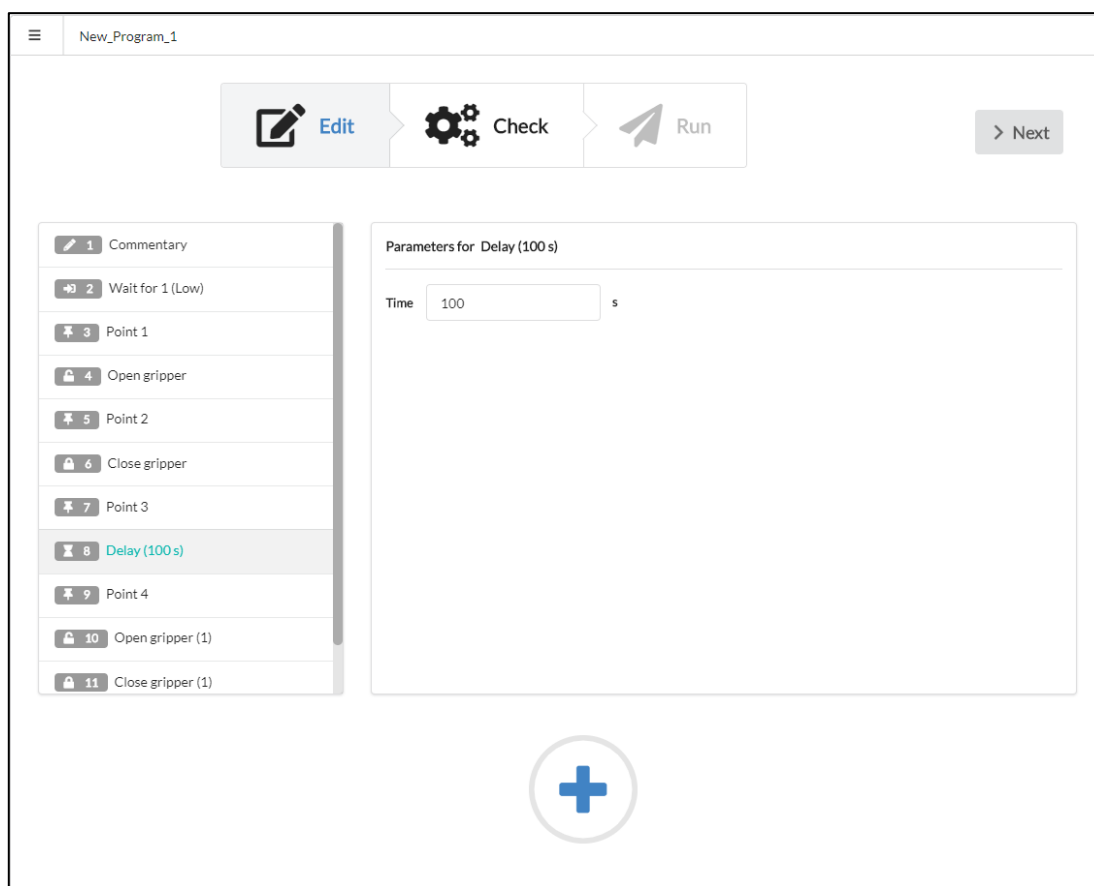 New_Program_1
Edit
Check
Run
Next
1 Commentary
2 Wait for 1 (Low)
3 Point 1
4 Open gripper
5 Point 2
6 Close gripper
7 Point 3
8 Delay (100 s)
9 Point 4
10 Open gripper (1)
11 Close gripper (1)
Parameters for Delay (100 s)
Time 100 s